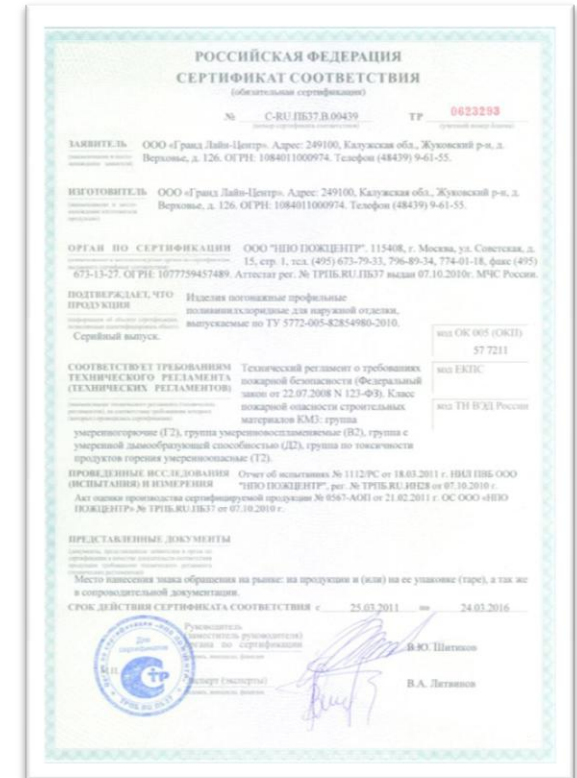 РОССИЙСКАЯ ФЕДЕРАЦИЯ
СЕРТИФИКАТ СООТВЕТСТВИЯ
(обязательная сертификация)
№ C-RU.ПБ37.В.00439 ТР 0623293
(номер сертификата соответствия) (учетный номер бланка)
ЗАЯВИТЕЛЬ ООО «Гранд Лайн-Центр». Адрес: 249100, Калужская обл., Жуковский р-н, д.
Верховье, д. 126. ОГРН: 1084011000974. Телефон (48439) 9-61-55.
ИЗГОТОВИТЕЛЬ ООО «Гранд Лайн-Центр». Адрес: 249100, Калужская обл., Жуковский р-н, д.
Верховье, д. 126. ОГРН: 1084011000974. Телефон (48439) 9-61-55.
ОРГАН ПО СЕРТИФИКАЦИИ ООО "НПО ПОЖЦЕНТР". 115408, г. Москва, ул. Советская, д.
15, стр. 1, тел. (495) 673-79-33, 796-89-34, 774-01-18, факс (495)
673-13-27. ОГРН: 1077759457489. Аттестат рег. № ТРПБ.RU.ПБ37 выдан 07.10.2010г. МЧС России.
ПОДТВЕРЖДАЕТ, ЧТО Изделия погонажные профильные
ПРОДУКЦИЯ поливинилхлоридные для наружной отделки,
выпускаемые по ТУ 5772-005-82854980-2010.
Серийный выпуск.
код ОК 005 (ОКП)
57 7211
СООТВЕТСТВУЕТ ТРЕБОВАНИЯМ Технический регламент о требованиях
ТЕХНИЧЕСКОГО РЕГЛАМЕНТА пожарной безопасности (Федеральный
(ТЕХНИЧЕСКИХ РЕГЛАМЕНТОВ) закон от 22.07.2008 N 123-ФЗ). Класс
пожарной опасности строительных
материалов КМ3: группа
умеренногорючие (Г2), группа умеренновоспламеняемые (В2), группа с
умеренной дымообразующей способностью (Д2), группа по токсичности
продуктов горения умеренноопасные (Т2).
код ЕКПС
код ТН ВЭД России
ПРОВЕДЕННЫЕ ИССЛЕДОВАНИЯ Отчет об испытаниях № 1112/РС от 18.03.2011 г. НИЛ ПВБ ООО
(ИСПЫТАНИЯ) И ИЗМЕРЕНИЯ "НПО ПОЖЦЕНТР", рег. № ТРПБ.RU.ИН28 от 07.10.2010 г.
Акт оценки производства сертифицируемой продукции № 0567-АОП от 21.02.2011 г. ОС ООО «НПО
ПОЖЦЕНТР» № ТРПБ.RU.ПБ37 от 07.10.2010 г.
ПРЕДСТАВЛЕННЫЕ ДОКУМЕНТЫ
Место нанесения знака обращения на рынке: на продукции и (или) на ее упаковке (таре), а так же
в сопроводительной документации.
СРОК ДЕЙСТВИЯ СЕРТИФИКАТА СООТВЕТСТВИЯ с 25.03.2011 по 24.03.2016
Руководитель
(заместитель руководителя)
органа по сертификации
В.Ю. Шитиков
М.П.
Эксперт (эксперты)
В.А. Литвинов
Для
сертификатов